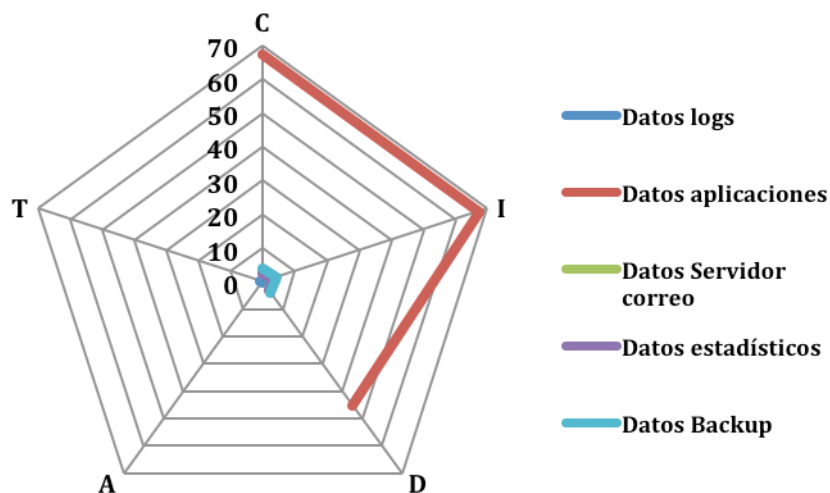 C
70
60
50
40
30
20
10
0
T
I
A
D
Datos logs
Datos aplicaciones
Datos Servidor
correo
Datos estadísticos
Datos Backup